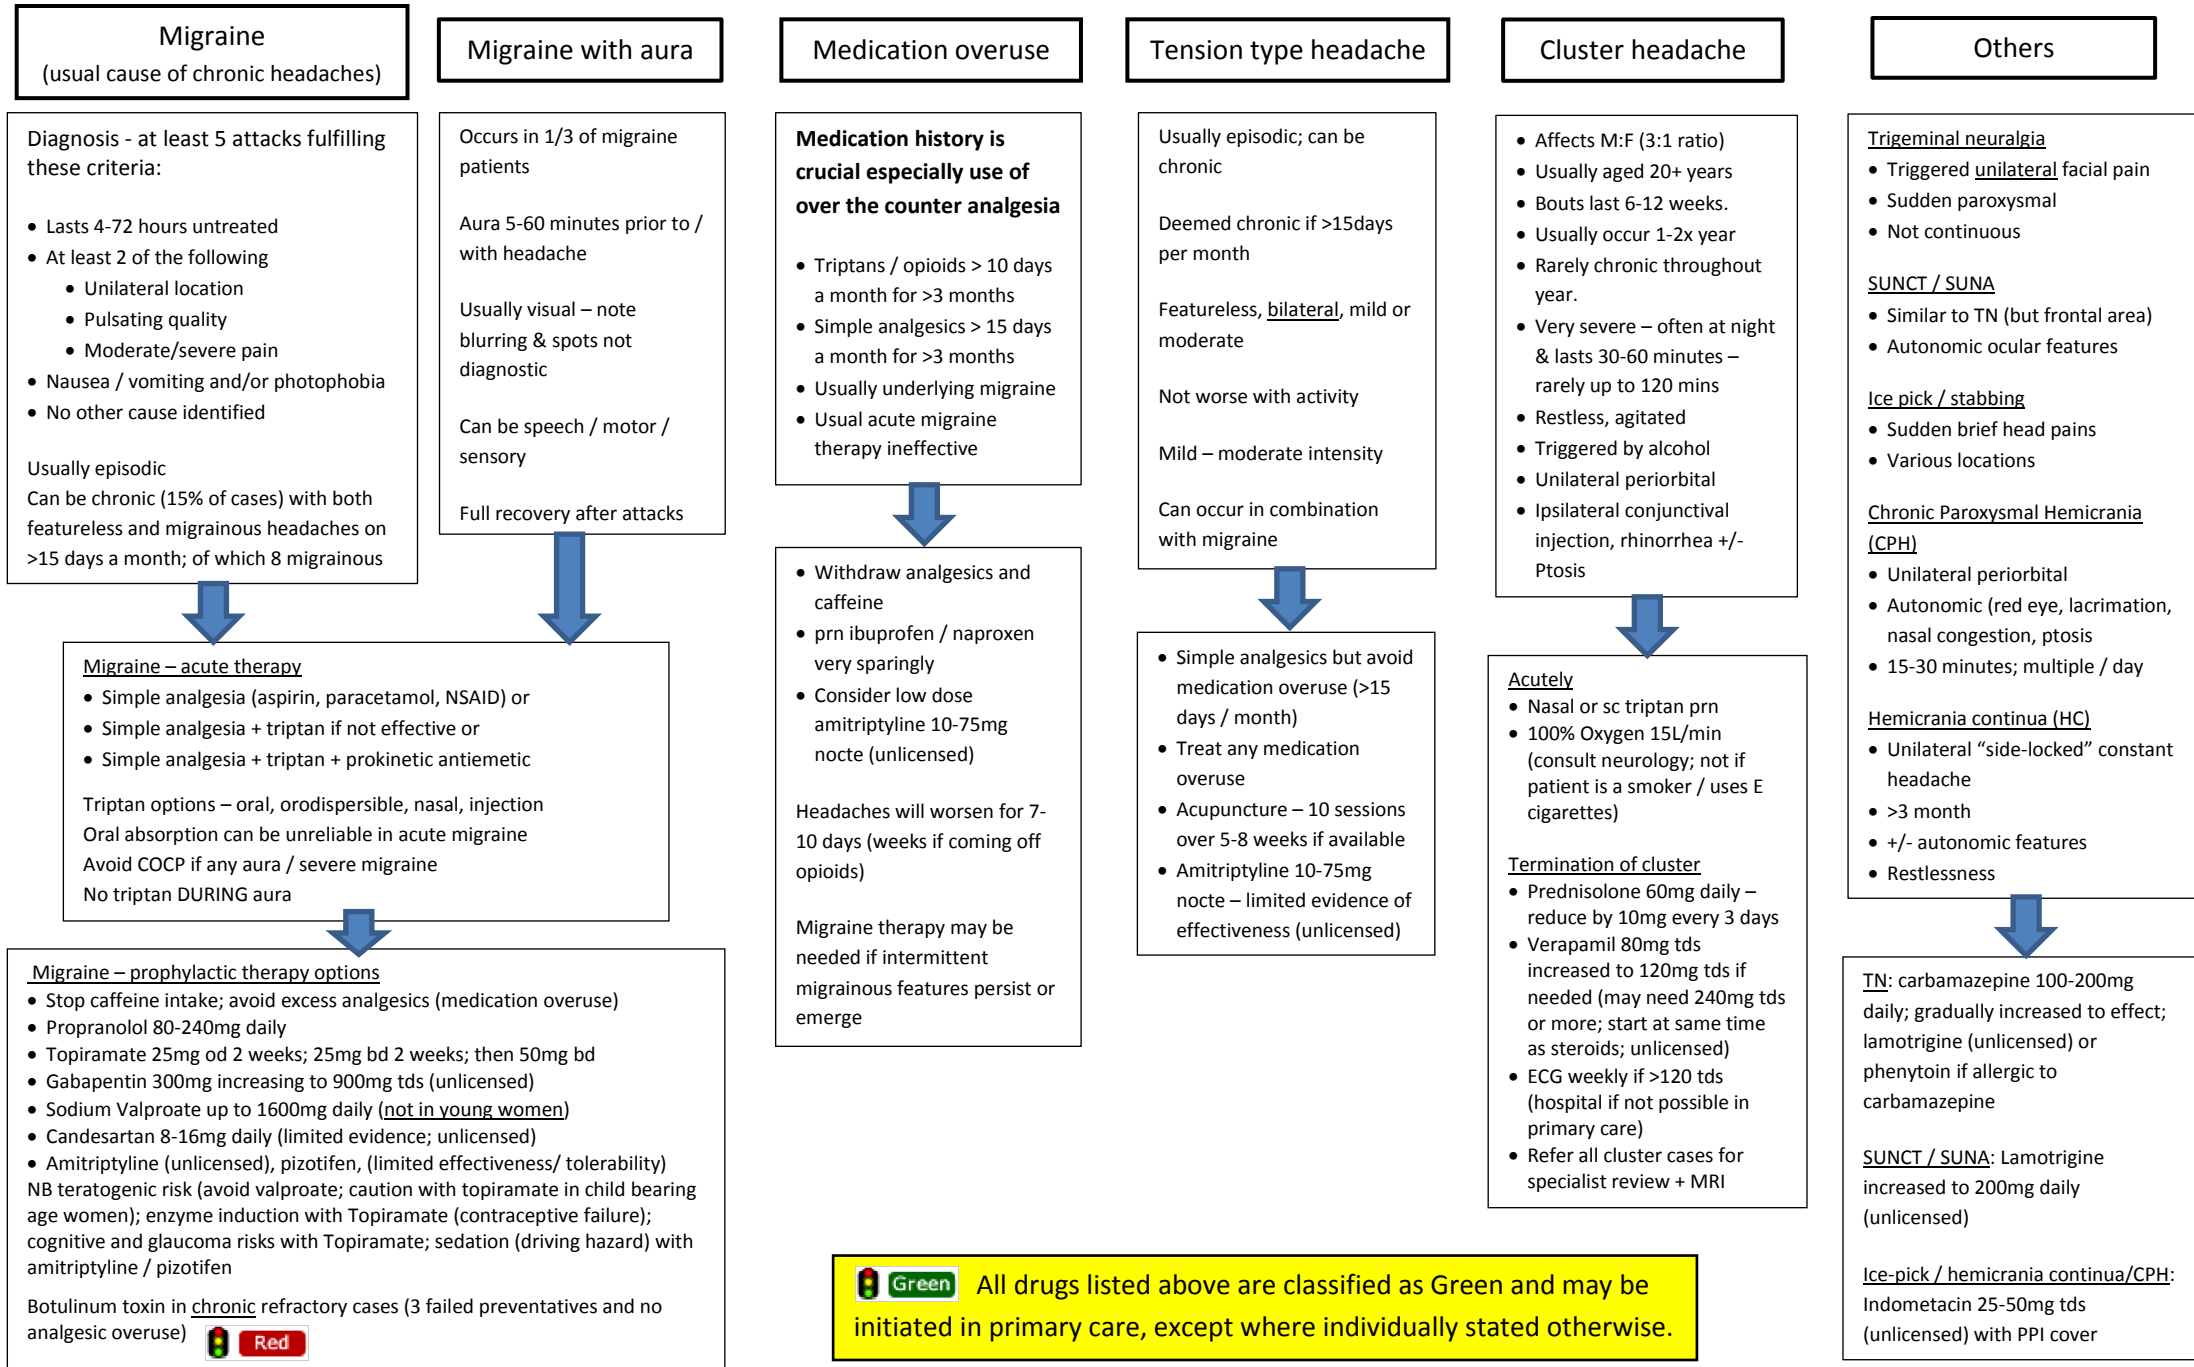 Migraine
(usual cause of chronic headaches)
Diagnosis - at least 5 attacks fulfilling
these criteria:
• Lasts 4-72 hours untreated
• At least 2 of the following
• Unilateral location
• Pulsating quality
• Moderate/severe pain
• Nausea / vomiting and/or photophobia
• No other cause identified
Usually episodic
Can be chronic (15% of cases) with both
featureless and migrainous headaches on
>15 days a month; of which 8 migrainous
Migraine with aura
Occurs in 1/3 of migraine
patients
Aura 5-60 minutes prior to /
with headache
Usually visual – note
blurring & spots not
diagnostic
Can be speech / motor /
sensory
Full recovery after attacks
Migraine – acute therapy
• Simple analgesia (aspirin, paracetamol, NSAID) or
• Simple analgesia + triptan if not effective or
• Simple analgesia + triptan + prokinetic antiemetic
Triptan options – oral, orodispersible, nasal, injection
Oral absorption can be unreliable in acute migraine
Avoid COCP if any aura / severe migraine
No triptan DURING aura
Migraine – prophylactic therapy options
• Stop caffeine intake; avoid excess analgesics (medication overuse)
• Propranolol 80-240mg daily
• Topiramate 25mg od 2 weeks; 25mg bd 2 weeks; then 50mg bd
• Gabapentin 300mg increasing to 900mg tds (unlicensed)
• Sodium Valproate up to 1600mg daily (not in young women)
• Candesartan 8-16mg daily (limited evidence; unlicensed)
• Amitriptyline (unlicensed), pizotifen, (limited effectiveness/ tolerability)
NB teratogenic risk (avoid valproate; caution with topiramate in child bearing
age women); enzyme induction with Topiramate (contraceptive failure);
cognitive and glaucoma risks with Topiramate; sedation (driving hazard) with
amitriptyline / pizotifen
Botulinum toxin in chronic refractory cases (3 failed preventatives and no
analgesic overuse) Red
Medication overuse
Medication history is
crucial especially use of
over the counter analgesia
• Triptans / opioids > 10 days
a month for >3 months
• Simple analgesics > 15 days
a month for >3 months
• Usually underlying migraine
• Usual acute migraine
therapy ineffective
• Withdraw analgesics and
caffeine
• prn ibuprofen / naproxen
very sparingly
• Consider low dose
amitriptyline 10-75mg
nocte (unlicensed)
Headaches will worsen for 7-
10 days (weeks if coming off
opioids)
Migraine therapy may be
needed if intermittent
migrainous features persist or
emerge
Tension type headache
Usually episodic; can be
chronic
Deemed chronic if >15days
per month
Featureless, bilateral, mild or
moderate
Not worse with activity
Mild – moderate intensity
Can occur in combination
with migraine
• Simple analgesics but avoid
medication overuse (>15
days / month)
• Treat any medication
overuse
• Acupuncture – 10 sessions
over 5-8 weeks if available
• Amitriptyline 10-75mg
nocte – limited evidence of
effectiveness (unlicensed)
Cluster headache
• Affects M:F (3:1 ratio)
• Usually aged 20+ years
• Bouts last 6-12 weeks.
• Usually occur 1-2x year
• Rarely chronic throughout
year.
• Very severe – often at night
& lasts 30-60 minutes –
rarely up to 120 mins
• Restless, agitated
• Triggered by alcohol
• Unilateral periorbital
• Ipsilateral conjunctival
injection, rhinorrhea +/-
Ptosis
Acutely
• Nasal or sc triptan prn
• 100% Oxygen 15L/min
(consult neurology; not if
patient is a smoker / uses E
cigarettes)
Termination of cluster
• Prednisolone 60mg daily –
reduce by 10mg every 3 days
• Verapamil 80mg tds
increased to 120mg tds if
needed (may need 240mg tds
or more; start at same time
as steroids; unlicensed)
• ECG weekly if >120 tds
(hospital if not possible in
primary care)
• Refer all cluster cases for
specialist review + MRI
Others
Trigeminal neuralgia
• Triggered unilateral facial pain
• Sudden paroxysmal
• Not continuous
SUNCT / SUNA
• Similar to TN (but frontal area)
• Autonomic ocular features
Ice pick / stabbing
• Sudden brief head pains
• Various locations
Chronic Paroxysmal Hemicrania
(CPH)
• Unilateral periorbital
• Autonomic (red eye, lacrimation,
nasal congestion, ptosis
• 15-30 minutes; multiple / day
Hemicrania continua (HC)
• Unilateral “side-locked” constant
headache
• >3 month
• +/- autonomic features
• Restlessness
TN: carbamazepine 100-200mg
daily; gradually increased to effect;
lamotrigine (unlicensed) or
phenytoin if allergic to
carbamazepine
SUNCT / SUNA: Lamotrigine
increased to 200mg daily
(unlicensed)
Ice-pick / hemicrania continua/CPH:
Indometacin 25-50mg tds
(unlicensed) with PPI cover
Green All drugs listed above are classified as Green and may be
initiated in primary care, except where individually stated otherwise.